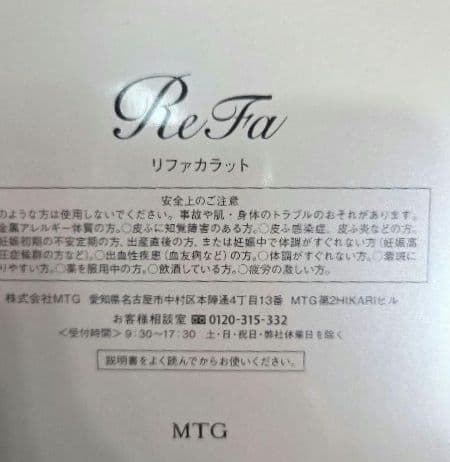 ReFa
リファカラット
安全上のご注意
のような方は使用しないでください。事故や肌・身体のトラブルのおそれがあります。
金属アレルギー体質の方。○皮ふに知覚障害のある方。○皮ふ感染症、皮ふ炎などの方。
妊娠初期の不安定期の方、出産直後の方、または妊娠中で体調がすぐれない方（妊娠高
圧症候群の方など）。○出血性疾患（血友病など）の方。○体調がすぐれない方。
りやすい方。○薬を服用中の方。○飲酒している方。○疲労の激しい方。
株式会社MTG 愛知県名古屋市中村区本陣通4丁目13番 MTG第2HIKARIビル
お客様相談室 0120-315-332
＜受付時間＞9:30~17:30 土・日・祝日・弊社休業日を除く
説明書をよく読んでからお使いください。
MTG